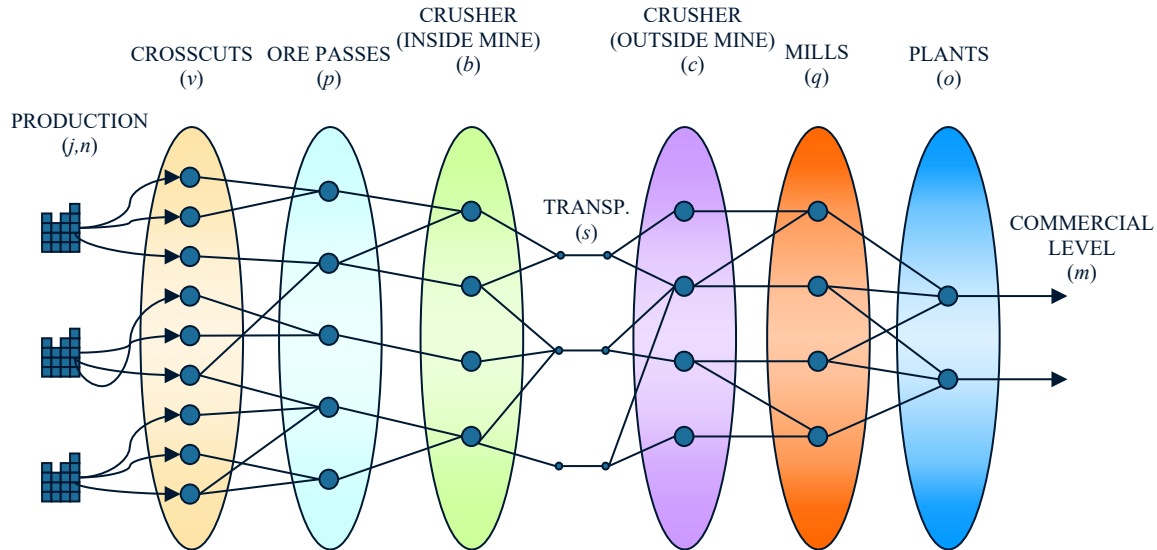 PRODUCTION
(j,n)
CROSSCUTS
(v)
ORE PASSES
(p)
CRUSHER
(INSIDE MINE)
(b)
TRANSP.
(s)
CRUSHER
(OUTSIDE MINE)
(c)
MILLS
(q)
PLANTS
(o)
COMMERCIAL
LEVEL
(m)